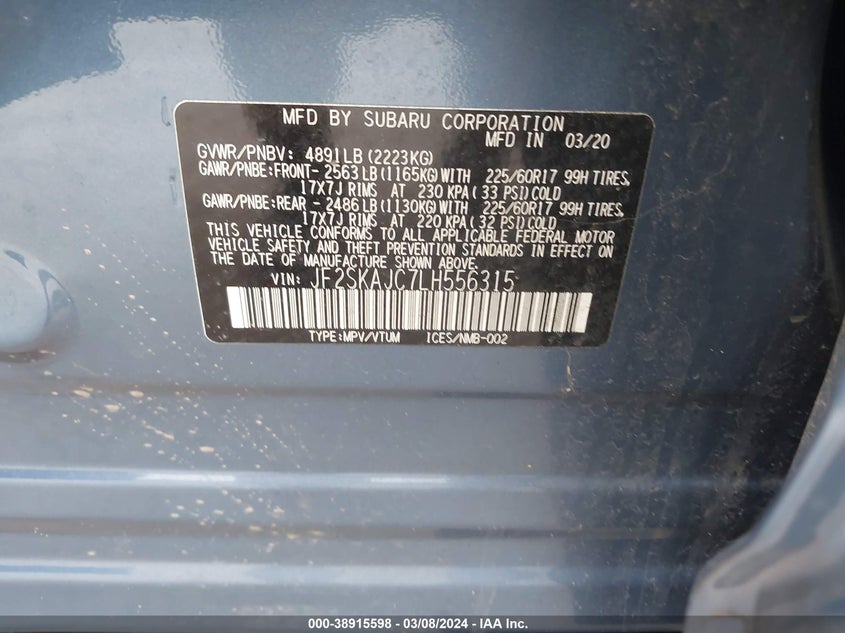 MFD BY SUBARU CORPORATION
MFD IN 03/20
GVWR/PNBV: 4891LB(2223KG)
GAWR/PNBE:FRONT- 2563LB(1165KG)WITH 225/60R17 99H TIRES,
17X7J RIMS AT 230 KPA(33 PSI)COLD
GAWR/PNBE:REAR - 2486LB(1130KG)WITH 225/60R17 99H TIRES,
17X7J RIMS AT 220 KPA(32 PSI)COLD
THIS VEHICLE CONFORMS TO ALL APPLICABLE FEDERAL MOTOR
VEHICLE SAFETY AND THEFT PREVENTION STANDARDS IN EFFECT ON
THE DATE OF MANUFACTURE SHOWN ABOVE.
VIN: JF2SKAJC7LH556315
TYPE:MPV/VTUM ICES/NMB-002
000-38915598 - 03/08/2024 - IAA Inc.